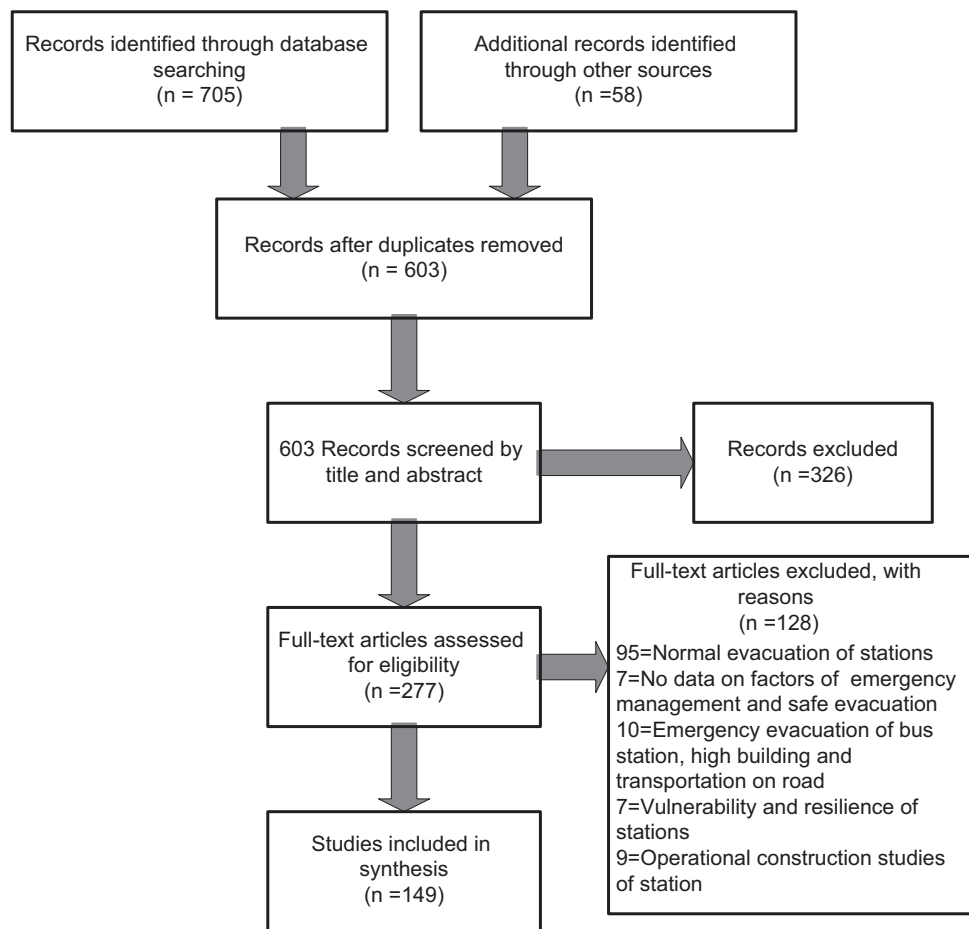 Records identified through database
searching
(n = 705)
Additional records identified
through other sources
(n =58)
Records after duplicates removed
(n = 603)
603 Records screened by
title and abstract
Records excluded
(n =326)
Full-text articles assessed
for eligibility
(n =277)
Full-text articles excluded, with
reasons
(n =128)
95=Normal evacuation of stations
7=No data on factors of emergency
management and safe evacuation
10=Emergency evacuation of bus
station, high building and
transportation on road
7=Vulnerability and resilience of
stations
9=Operational construction studies
of station
Studies included in
synthesis
(n =149)